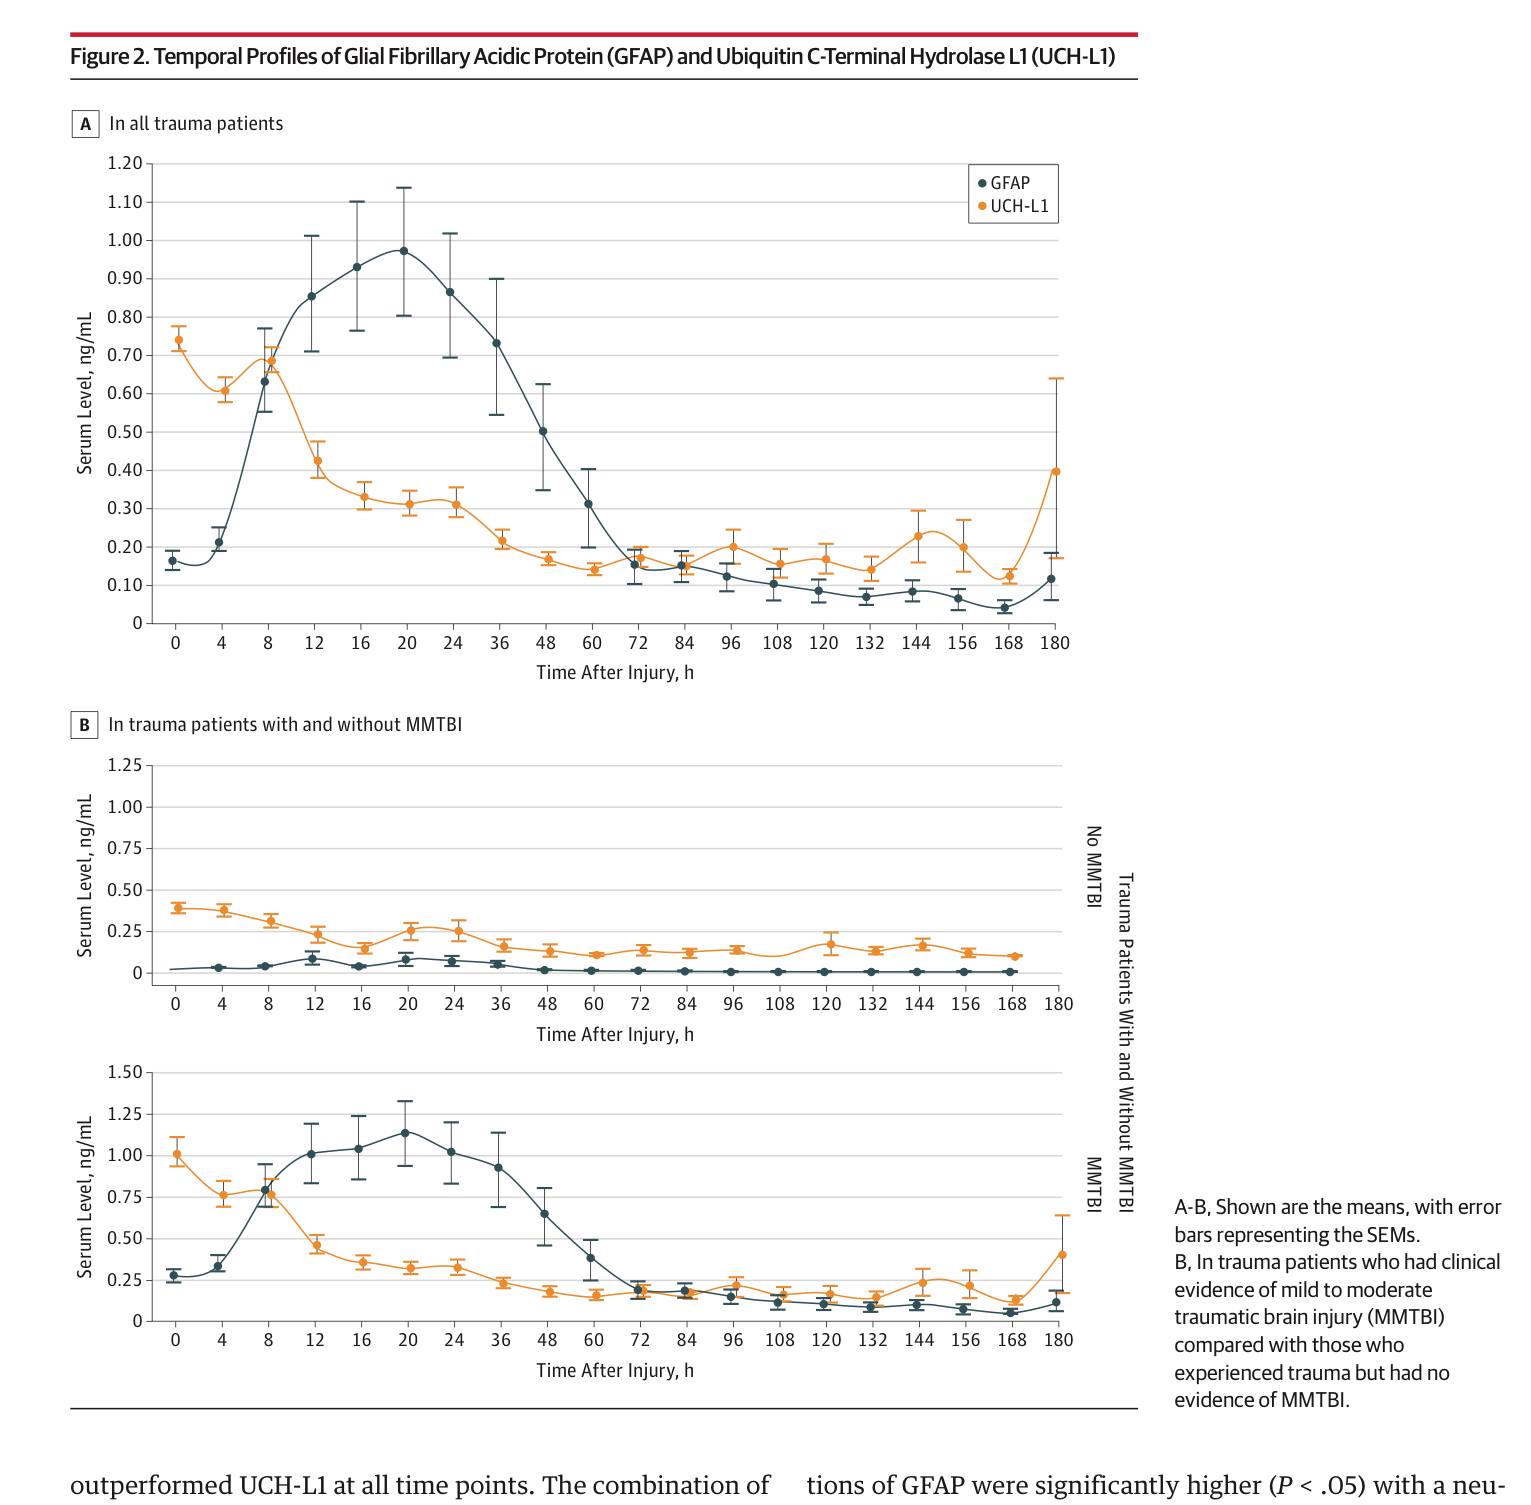 Figure 2. Temporal Profiles of Glial Fibrillary Acidic Protein (GFAP) and Ubiquitin C-Terminal Hydrolase L1 (UCH-L1)
A In all trauma patients
1.20
1.10
1.00
0.90
0.80
0.70
0.60
0.50
0.40
0.30
0.20
0.10
0
Serum Level, ng/mL
GFAP
UCH-L1
0 4 8 12 16 20 24 36 48 60 72 84 96 108 120 132 144 156 168 180
Time After Injury, h
B In trauma patients with and without MMTBI
1.25
1.00
0.75
0.50
0.25
0
Serum Level, ng/mL
0 4 8 12 16 20 24 36 48 60 72 84 96 108 120 132 144 156 168 180
Time After Injury, h
No MMTBI
1.50
1.25
1.00
0.75
0.50
0.25
0
Serum Level, ng/mL
0 4 8 12 16 20 24 36 48 60 72 84 96 108 120 132 144 156 168 180
Time After Injury, h
MMTBI
Trauma Patients With and Without MMTBI
A-B, Shown are the means, with error
bars representing the SEMs.
B, In trauma patients who had clinical
evidence of mild to moderate
traumatic brain injury (MMTBI)
compared with those who
experienced trauma but had no
evidence of MMTBI.
outperformed UCH-L1 at all time points. The combination of
tions of GFAP were significantly higher (P < .05) with a neu-